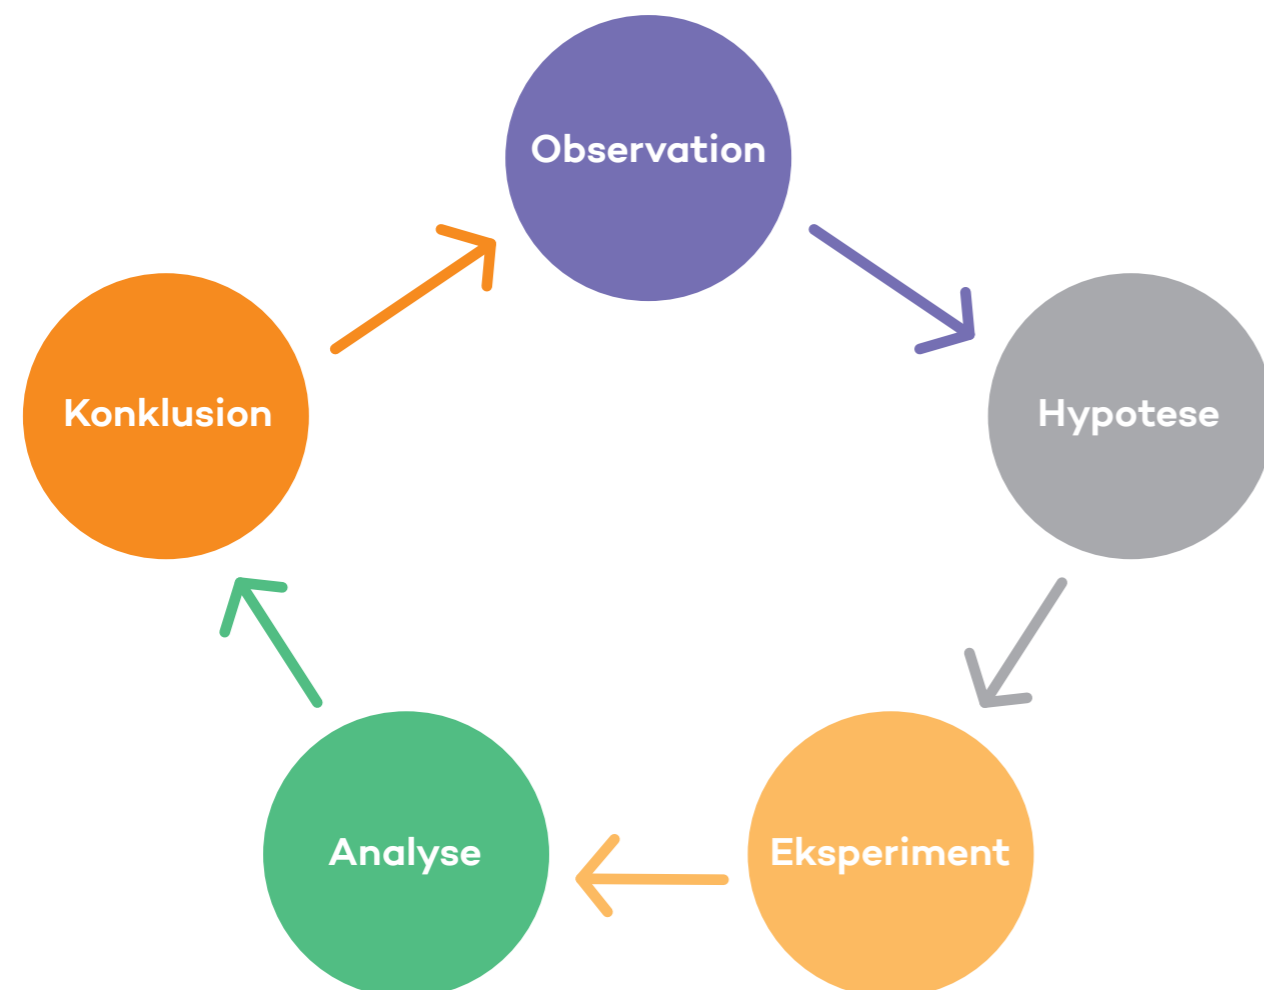 Observation
Hypotese
Eksperiment
Analyse
Konklusion